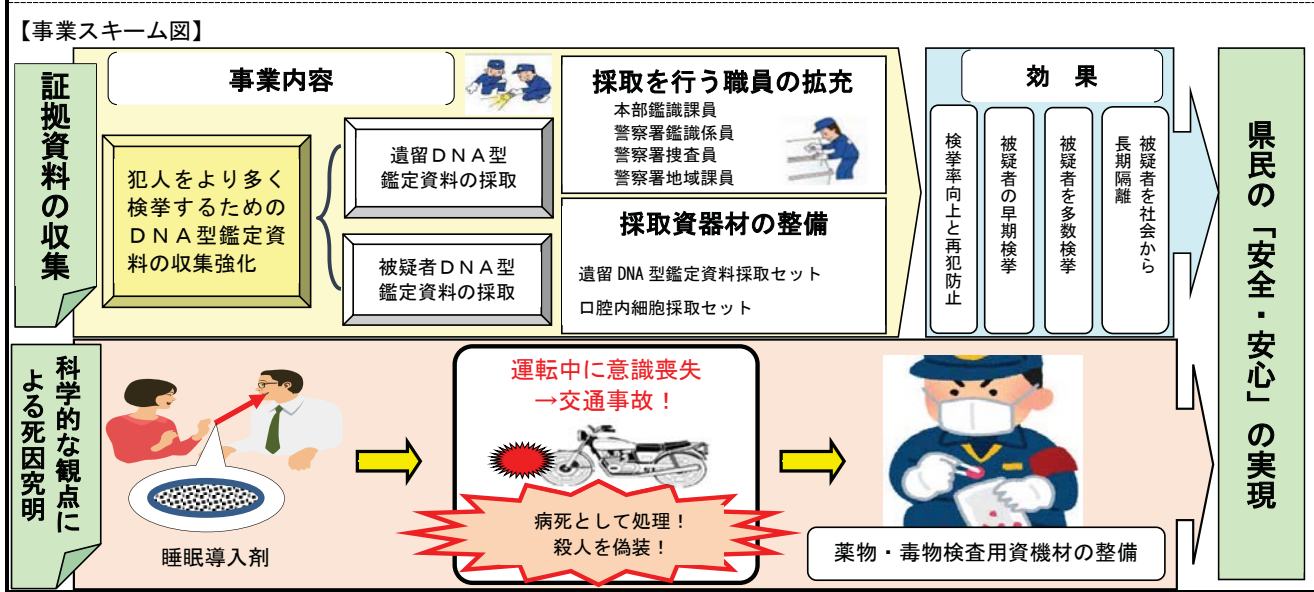 【事業スキーム図】
証拠資料の収集
事業内容
犯人をより多く
検挙するための
ＤＮＡ型鑑定資
料の収集強化
遺留ＤＮＡ型
鑑定資料の採取
被疑者ＤＮＡ型
鑑定資料の採取
採取を行う職員の拡充
本部鑑識課員
警察署鑑識係員
警察署捜査員
警察署地域課員
採取資器材の整備
遺留 DNA 型鑑定資料採取セット
口腔内細胞採取セット
効　果
検挙率向上と再犯防止
被疑者の早期検挙
被疑者を多数検挙
被疑者を社会から
長期隔離
県民の「安全・安心」の実現
科学的な観点に
よる死因究明
睡眠導入剤
運転中に意識喪失
→交通事故！
病死として処理！
殺人を偽装！
薬物・毒物検査用資機材の整備